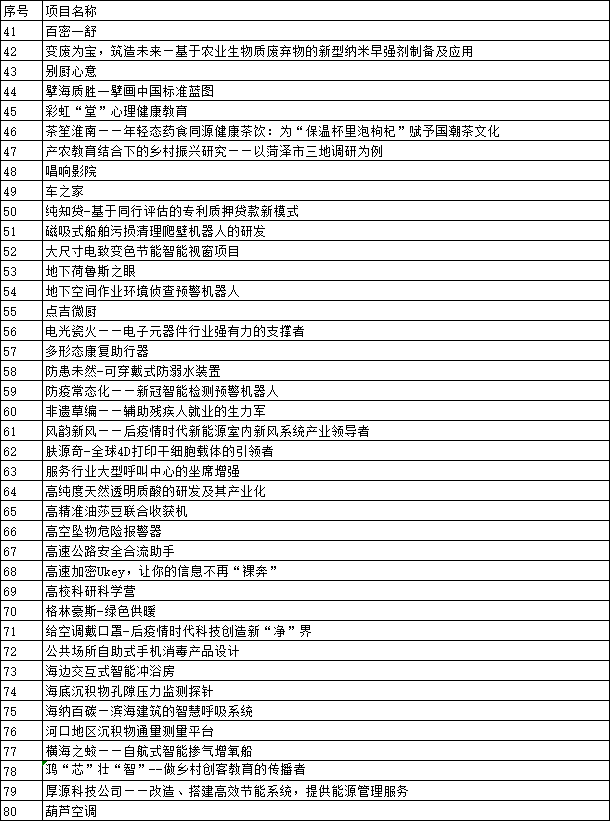 序号 项目名称
41 百密一舒
42 变废为宝，筑造未来—基于农业生物质废弃物的新型纳米早强剂制备及应用
43 别厨心意
44 擘海质胜—擘画中国标准蓝图
45 彩虹“堂”心理健康教育
46 茶笙淮南——年轻态药食同源健康茶饮：为“保温杯里泡枸杞”赋予国潮茶文化
47 产农教育结合下的乡村振兴研究——以菏泽市三地调研为例
48 唱响影院
49 车之家
50 纯知贷-基于同行评估的专利质押贷款新模式
51 磁吸式船舶污损清理爬壁机器人的研发
52 大尺寸电致变色节能智能视窗项目
53 地下荷鲁斯之眼
54 地下空间作业环境侦查预警机器人
55 点吉微厨
56 电光瓷火——电子元器件行业强有力的支撑者
57 多形态康复助行器
58 防患未然-可穿戴式防弱水装置
59 防疫常态化——新冠智能检测预警机器人
60 非遗草编——辅助残疾人就业的生力军
61 风韵新风——后疫情时代新能源室内新风系统产业领导者
62 肤源奇-全球4D打印干细胞载体的引领者
63 服务行业大型呼叫中心的坐席增强
64 高纯度天然透明质酸的研发及其产业化
65 高精准油莎豆联合收获机
66 高空坠物危险报警器
67 高速公路安全合流助手
68 高速加密Ukey，让你的信息不再“裸奔”
69 高校科研科学营
70 格林豪斯-绿色供暖
71 给空调戴口罩-后疫情时代科技创造新“净”界
72 公共场所自助式手机消毒产品设计
73 海边交互式智能冲浴房
74 海底沉积物孔隙压力监测探针
75 海纳百碳—滨海建筑的智慧呼吸系统
76 河口地区沉积物通量测量平台
77 横海之蛟——自航式智能掺气增氧船
78 鸿“芯”壮“智”--做乡村创客教育的传播者
79 厚源科技公司——改造、搭建高效节能系统，提供能源管理服务
80 葫芦空调